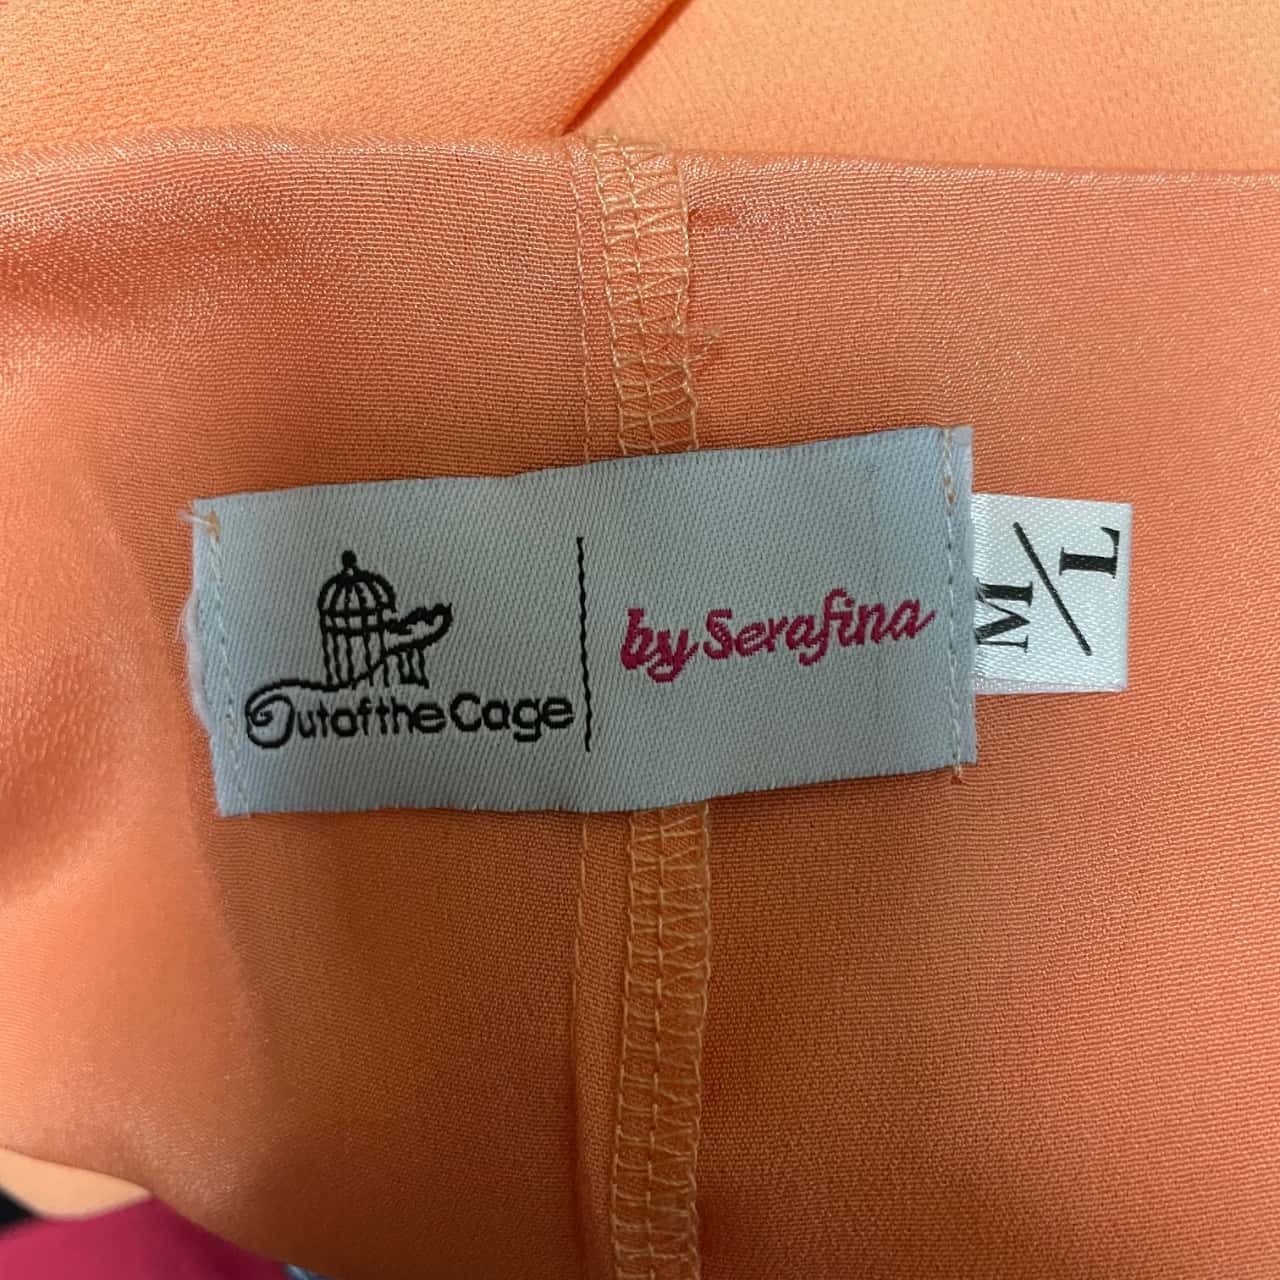 Out of the Cage
by Serafina
M/L